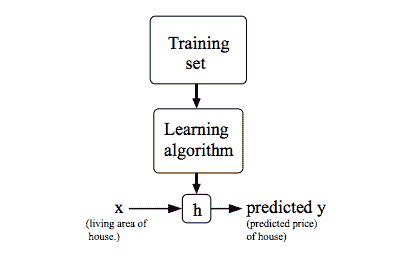 Training
set
Learning
algorithm
x
h
predicted y
(living area of
house.)
(predicted price)
of house)